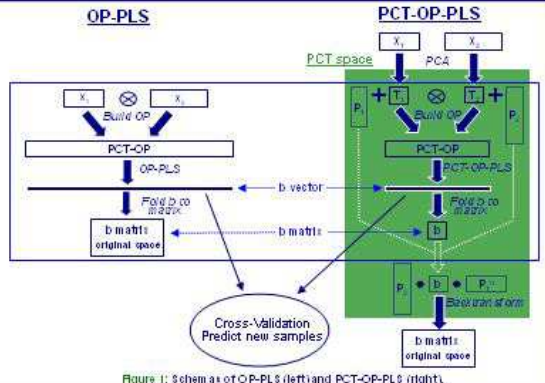 OP-PLS
PCT-OP-PLS
PCT space
X₁
X₂
PCA
X₁ ⊗ X₂
Build OP
PCT-OP
OP-PLS
Fold b to matrix
b matrix
original space
P₁ + T₁ ⊗ T₂ + P₂
Build OP
PCT-OP
PCT-OP-PLS
b vector
Fold b to matrix
b matrix
b
b
Backtransform
b matrix
original space
Cross-Validation
Predict new samples
Figure 1: Schemas of OP-PLS (left) and PCT-OP-PLS (right).